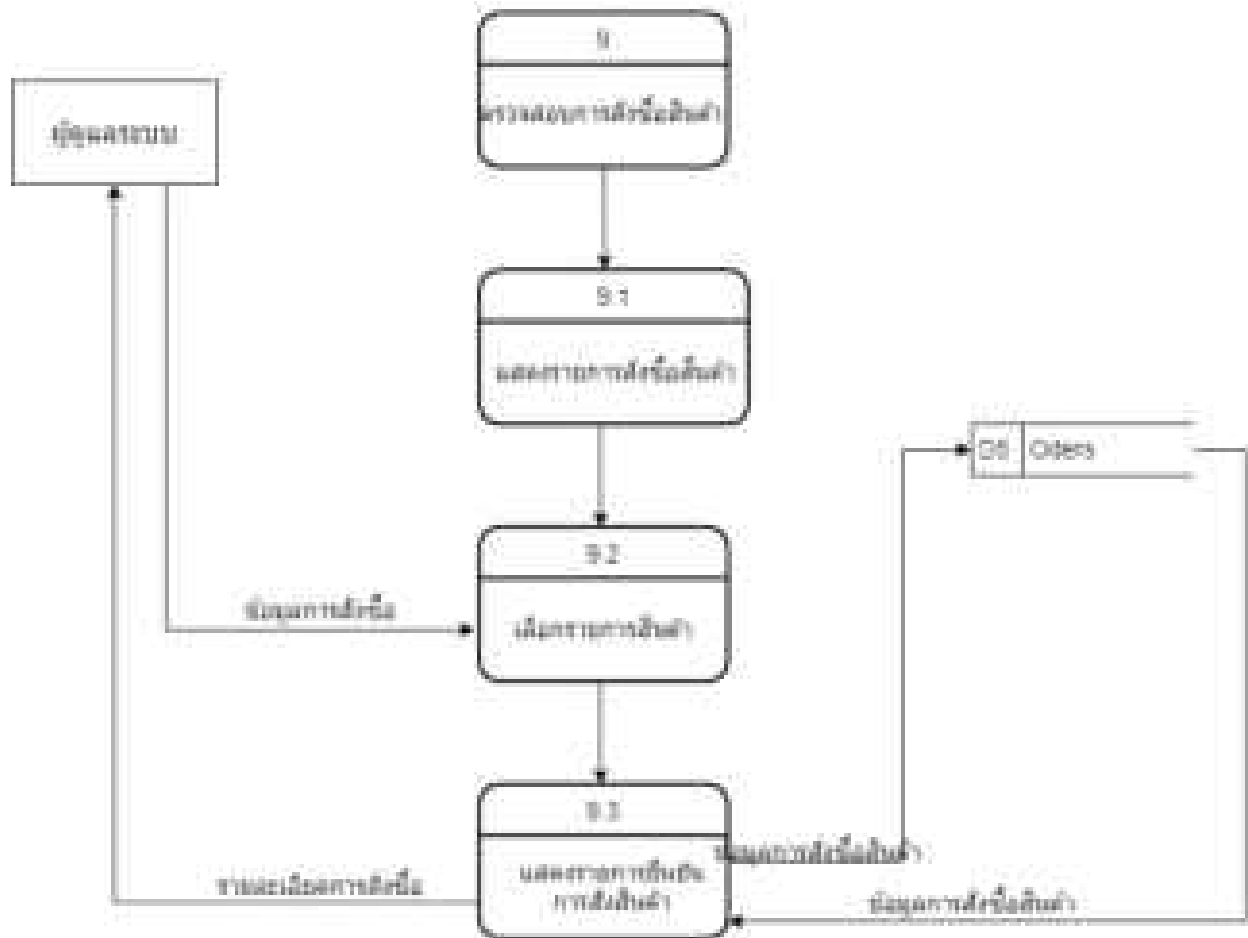 9
ตรวจสอบการสั่งซื้อสินค้า
ผู้ดูแลระบบ
9.1
แสดงรายการสั่งซื้อสินค้า
Orders
9.2
ข้อมูลการสั่งซื้อ
เลือกรายการสินค้า
9.3
ข้อมูลการสั่งซื้อสินค้า
แสดงรายการยืนยัน
การสั่งสินค้า
รายละเอียดการสั่งซื้อ
ข้อมูลการสั่งซื้อสินค้า